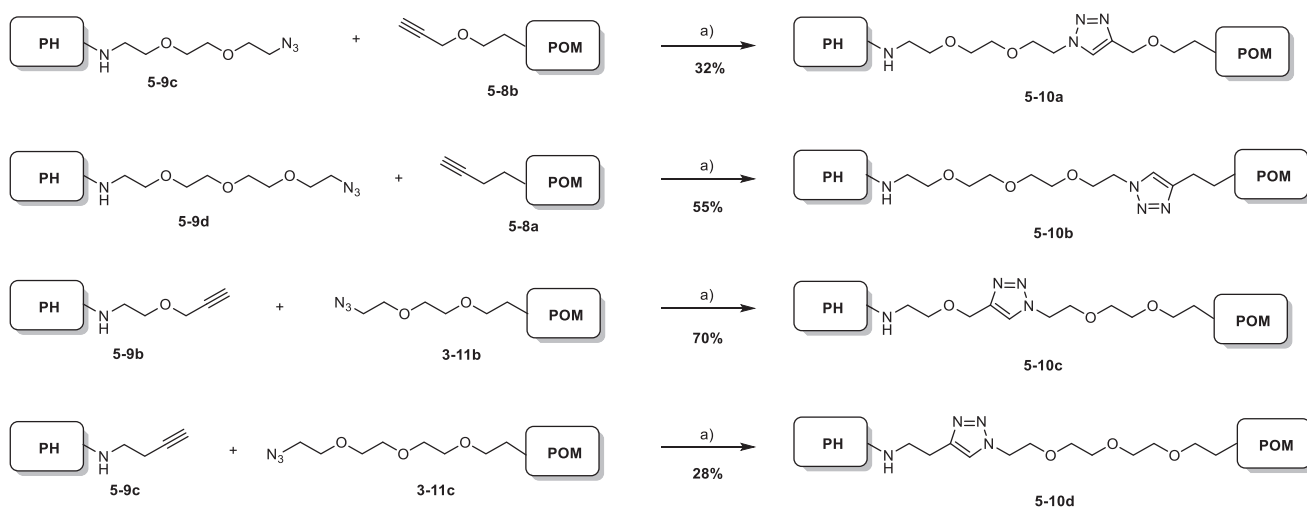 PH N H O O N3 + O POM a) 32% PH N H O O N N N O POM
5-9c 5-8b 5-10a
PH N H O O O N3 + POM a) 55% PH N H O O O N N N POM
5-9d 5-8a 5-10b
PH N H O + N3 O O POM a) 70% PH N H O N N N O O POM
5-9b 3-11b 5-10c
PH N H + N3 O O O POM a) 28% PH N H N N N O O O POM
5-9c 3-11c 5-10d